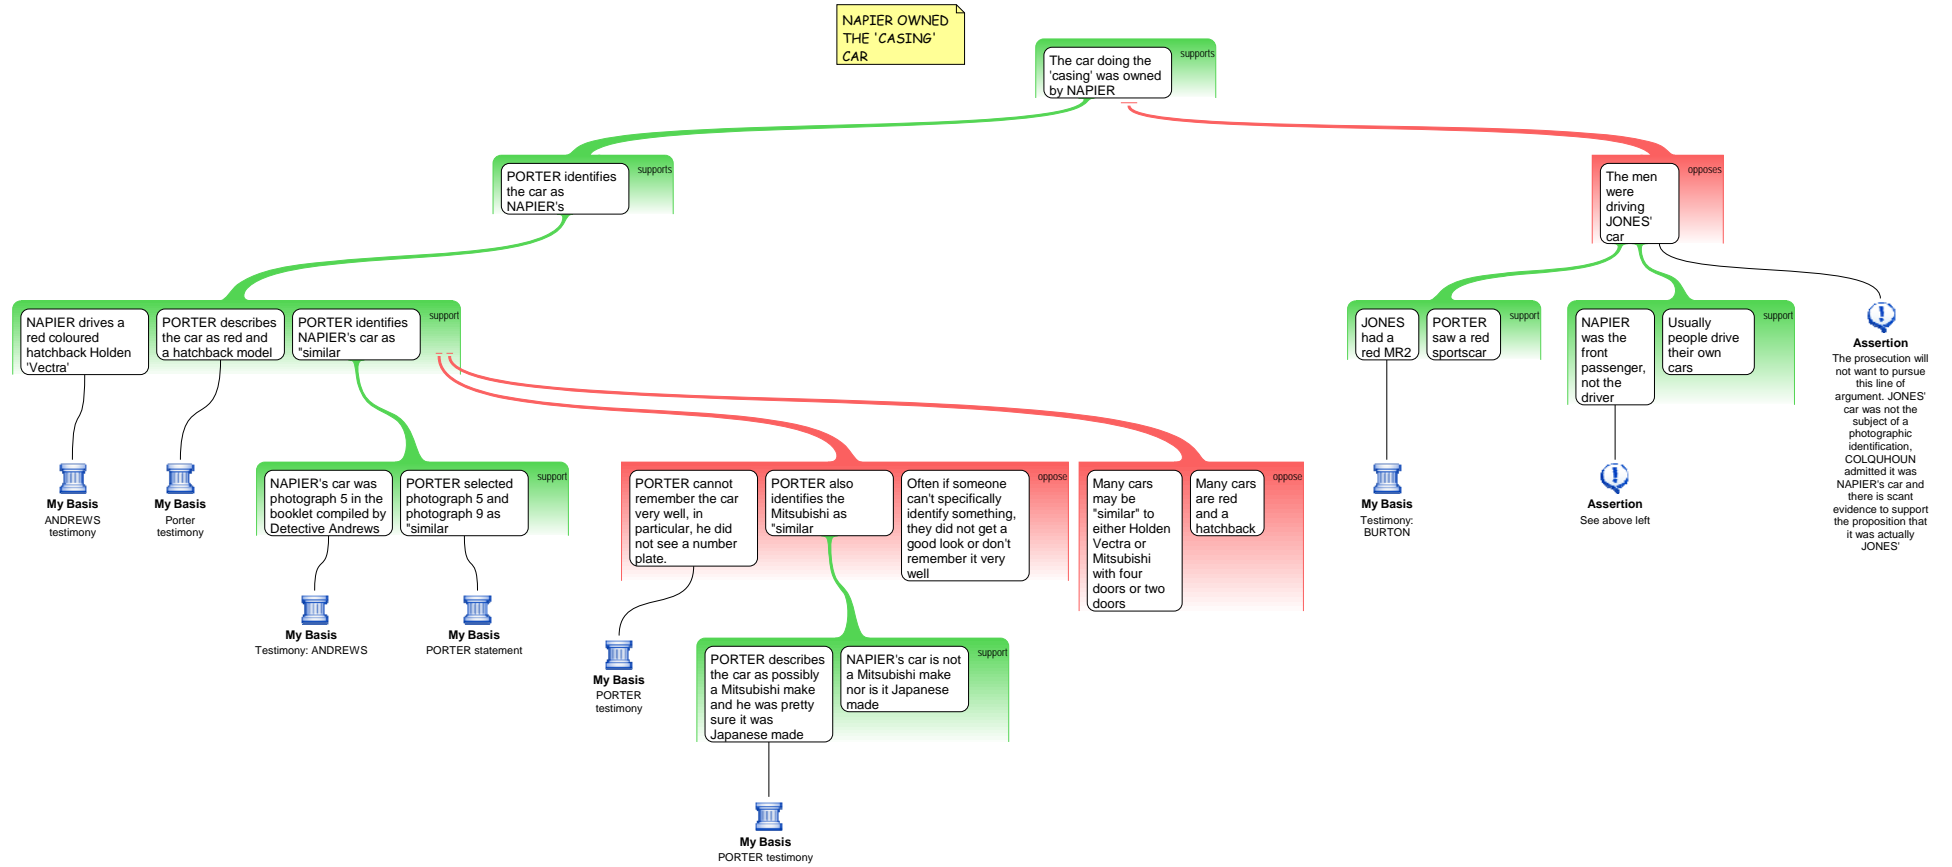 NAPIER OWNED
THE 'CASING'
CAR
The car doing the
'casing' was owned
by NAPIER
supports
PORTER identifies
the car as
NAPIER's
supports
The men
were
driving
JONES'
car
opposes
NAPIER drives a
red coloured
hatchback Holden
'Vectra'
PORTER describes
the car as red and
a hatchback model
PORTER identifies
NAPIER's car as
"similar
support
JONES
had a
red MR2
PORTER
saw a red
sportscar
support
NAPIER
was the
front
passenger,
not the
driver
Usually
people drive
their own
cars
support
Assertion
The prosecution will
not want to pursue
this line of
argument. JONES'
car was not the
subject of a
photographic
identification,
COLQUHOUN
admitted it was
NAPIER's car and
there is scant
evidence to support
the proposition that
it was actually
JONES'
My Basis
ANDREWS
testimony
My Basis
Porter
testimony
NAPIER's car was
photograph 5 in the
booklet compiled by
Detective Andrews
PORTER selected
photograph 5 and
photograph 9 as
"similar
support
PORTER cannot
remember the car
very well, in
particular, he did
not see a number
plate.
PORTER also
identifies the
Mitsubishi as
"similar
Often if someone
can't specifically
identify something,
they did not get a
good look or don't
remember it very
well
oppose
Many cars
may be
"similar" to
either Holden
Vectra or
Mitsubishi
with four
doors or two
doors
Many cars
are red
and a
hatchback
oppose
My Basis
Testimony:
BURTON
Assertion
See above left
My Basis
Testimony: ANDREWS
My Basis
PORTER statement
My Basis
PORTER
testimony
PORTER describes
the car as possibly
a Mitsubishi make
and he was pretty
sure it was
Japanese made
NAPIER's car is not
a Mitsubishi make
nor is it Japanese
made
support
My Basis
PORTER testimony